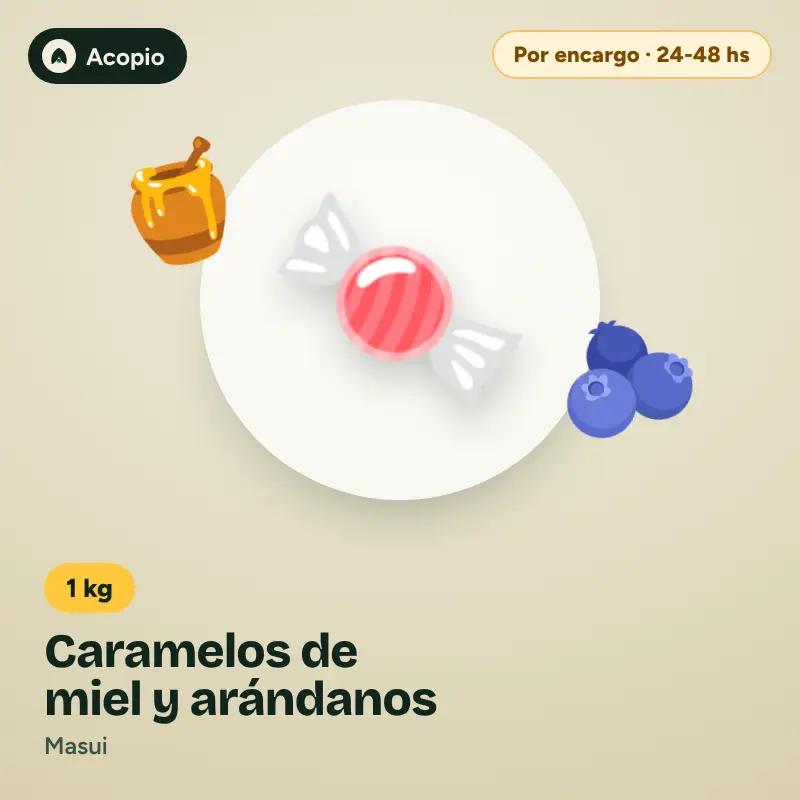 Acopio
Por encargo · 24-48 hs
1 kg
Caramelos de
miel y arándanos
Masui